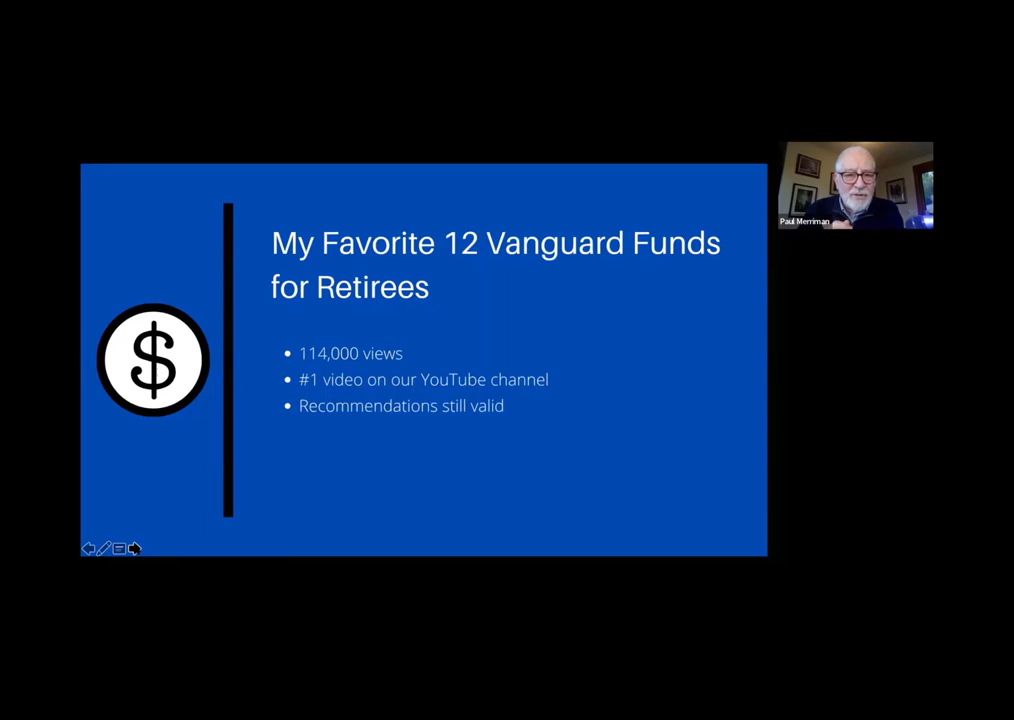 My Favorite 12 Vanguard Funds
for Retirees
• 114,000 views
• #1 video on our YouTube channel
• Recommendations still valid
$
Paul Merriman